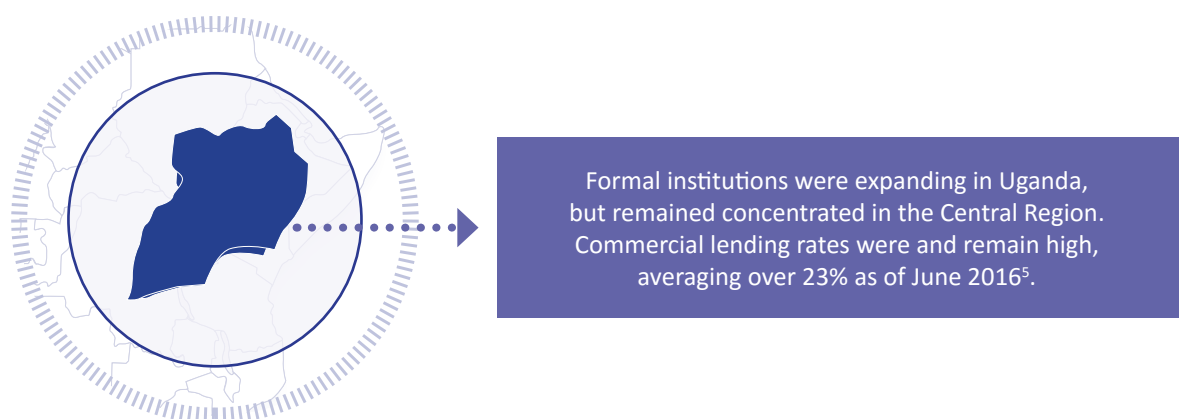 Formal institutions were expanding in Uganda,
but remained concentrated in the Central Region.
Commercial lending rates were and remain high,
averaging over 23% as of June 2016⁵.